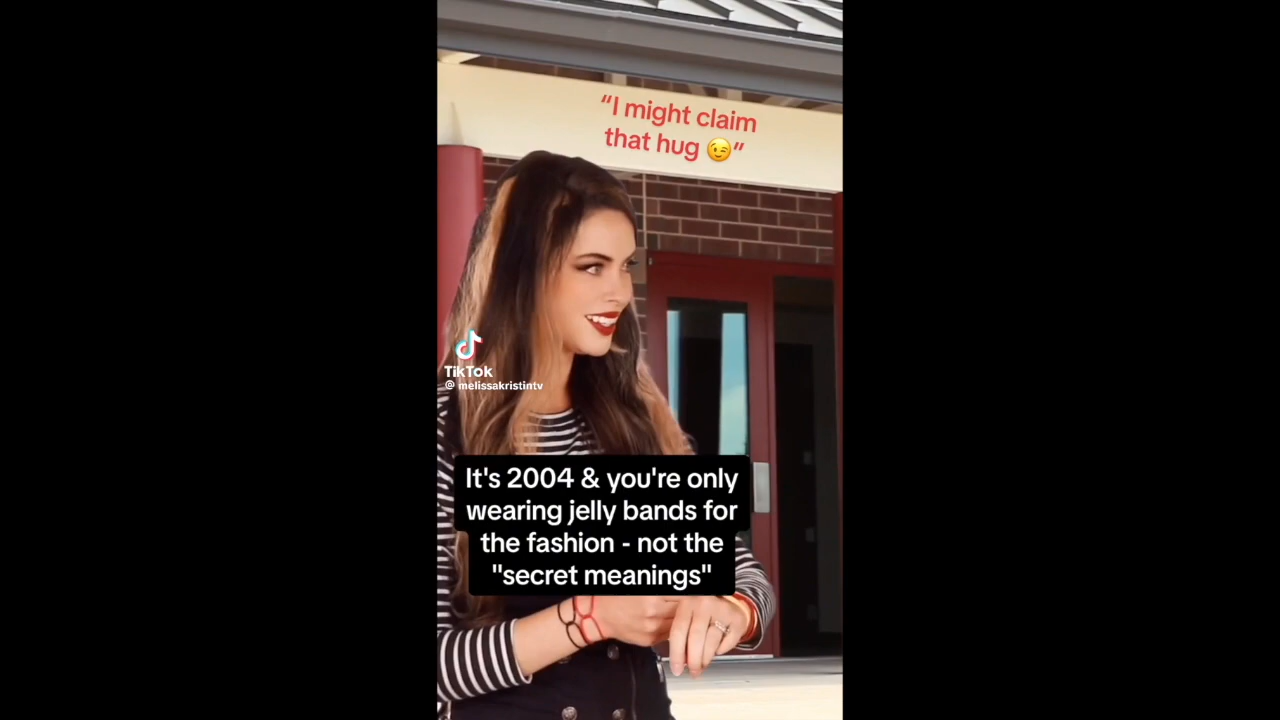 “I might claim
that hug 😉”
TikTok
@ melissakristintv
It's 2004 & you're only
wearing jelly bands for
the fashion - not the
"secret meanings"